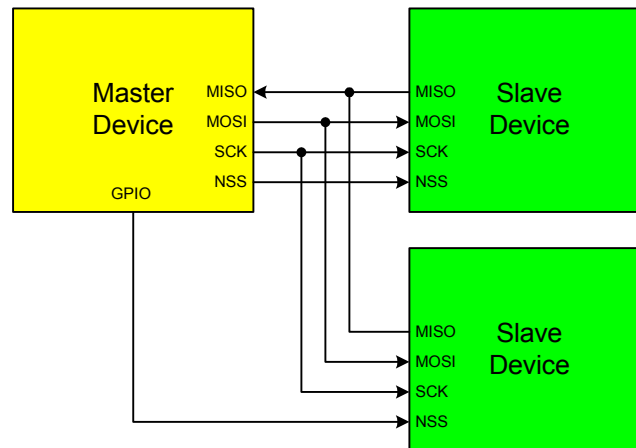 Master
Device
MISO
MOSI
SCK
NSS
GPIO
MISO
MOSI
SCK
NSS
Slave
Device
MISO
MOSI
SCK
NSS
Slave
Device